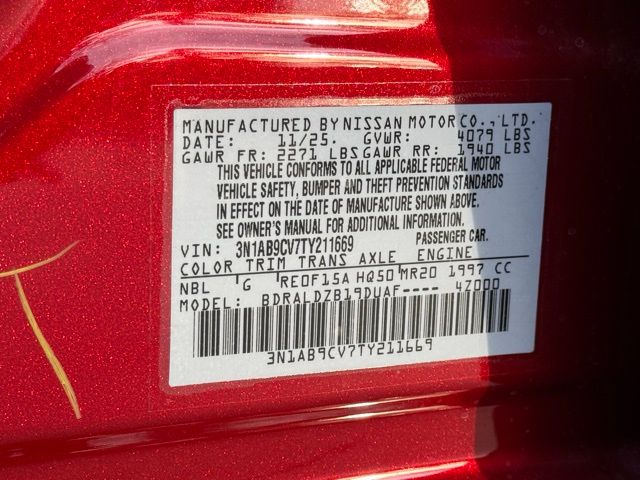 MANUFACTURED BY NISSAN MOTOR CO., LTD.
DATE: 11/25. GVWR: 4079 LBS
GAWR FR: 2271 LBS GAWR RR: 1940 LBS
THIS VEHICLE CONFORMS TO ALL APPLICABLE FEDERAL MOTOR
VEHICLE SAFETY, BUMPER AND THEFT PREVENTION STANDARDS
IN EFFECT ON THE DATE OF MANUFACTURE SHOWN ABOVE.
SEE OWNER'S MANUAL FOR ADDITIONAL INFORMATION.
VIN: 3N1AB9CV7TY211669 PASSENGER CAR.
COLOR TRIM TRANS AXLE ENGINE
NBL G RE0F15A HQ50 MR20 1997 CC
MODEL: BDRALDZB19DUAF---- 4Z000
3N1AB9CV7TY211669